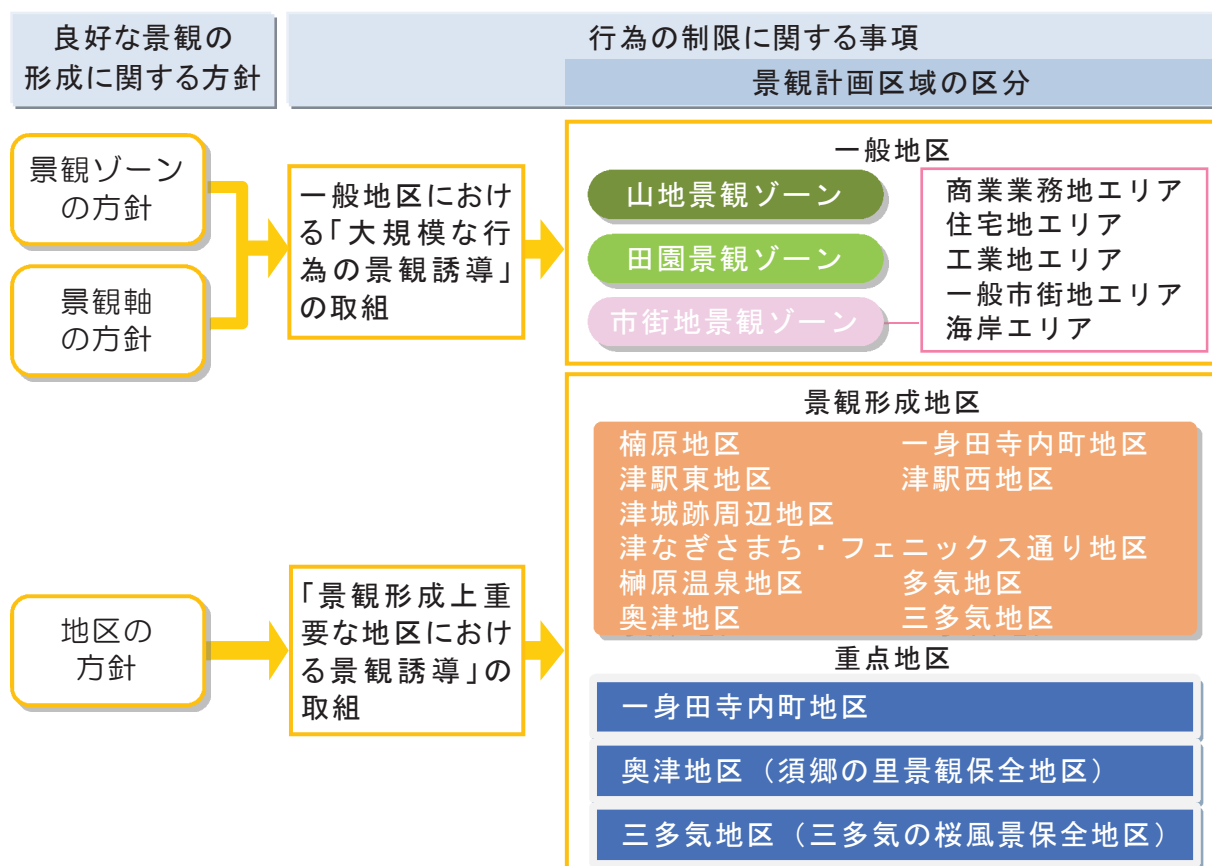 良好な景観の
形成に関する方針
行為の制限に関する事項
景観計画区域の区分
景観ゾーン
の方針
景観軸
の方針
一般地区におけ
る「大規模な行
為の景観誘導」
の取組
一般地区
山地景観ゾーン
田園景観ゾーン
市街地景観ゾーン
商業業務地エリア
住宅地エリア
工業地エリア
一般市街地エリア
海岸エリア
地区の
方針
「景観形成上重
要な地区におけ
る景観誘導」の
取組
景観形成地区
楠原地区 一身田寺内町地区
津駅東地区 津駅西地区
津城跡周辺地区
津なぎさまち・フェニックス通り地区
榊原温泉地区 多気地区
奥津地区 三多気地区
重点地区
一身田寺内町地区
奥津地区（須郷の里景観保全地区）
三多気地区（三多気の桜風景保全地区）